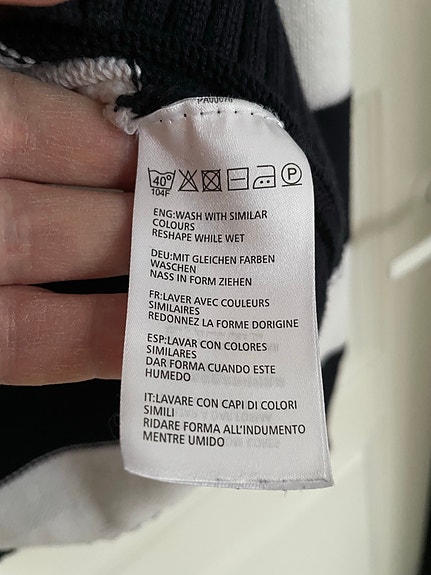 40°
P
104F
ENG:WASH WITH SIMILAR
COLOURS
RESHAPE WHILE WET
DEU:MIT GLEICHEN FARBEN
WASCHEN
NASS IN FORM ZIEHEN
FR:LAVER AVEC COULEURS
SIMILAIRES
REDONNEZ LA FORME DORIGINE
ESP:LAVAR CON COLORES
SIMILARES
DAR FORMA CUANDO ESTE
HUMEDO
IT:LAVARE CON CAPI DI COLORI
SIMILI
RIDARE FORMA ALL'INDUMENTO
MENTRE UMIDO